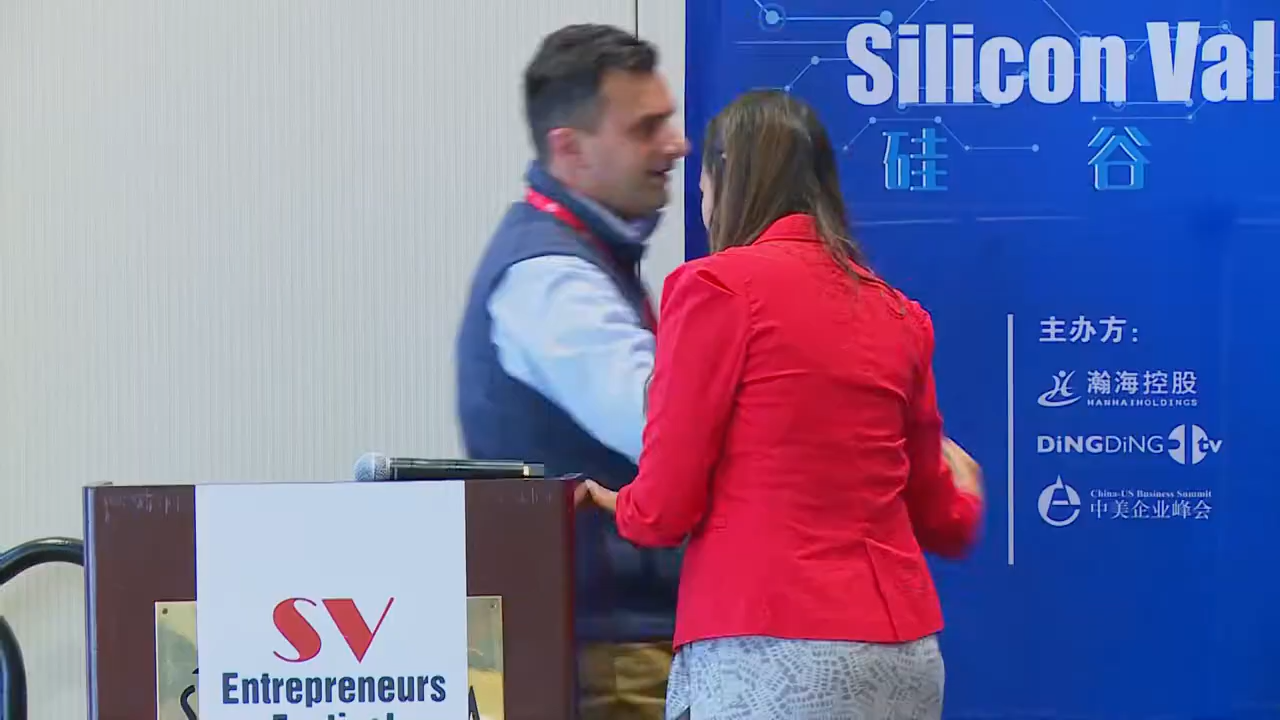 Silicon Val
硅 谷
主办方：
瀚海控股
HANHAIHOLDINGS
DiNGDiNG tv
China-US Business Summit
中美企业峰会
SV
Entrepreneurs